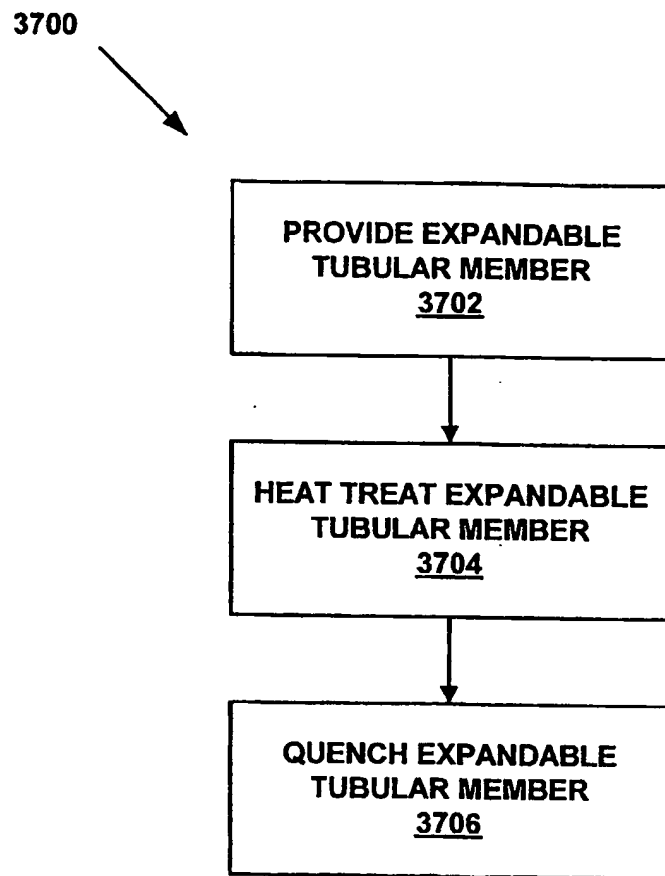 3700
PROVIDE EXPANDABLE
TUBULAR MEMBER
3702
HEAT TREAT EXPANDABLE
TUBULAR MEMBER
3704
QUENCH EXPANDABLE
TUBULAR MEMBER
3706